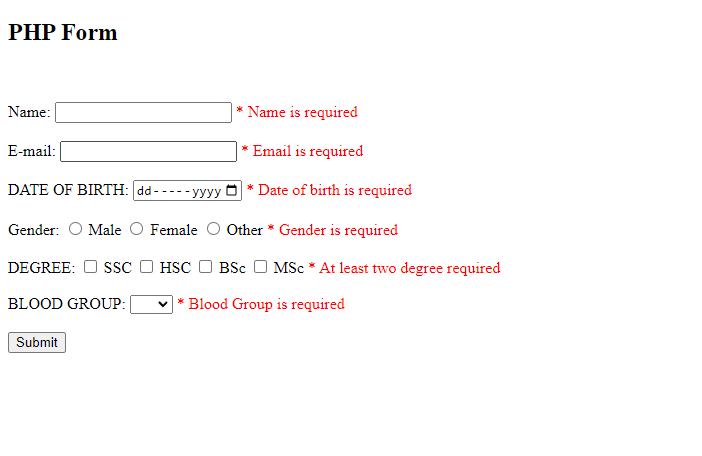 PHP Form
Name: * Name is required
E-mail: * Email is required
DATE OF BIRTH: dd-----yyyy * Date of birth is required
Gender: Male Female Other * Gender is required
DEGREE: SSC HSC BSc MSc * At least two degree required
BLOOD GROUP: * Blood Group is required
Submit